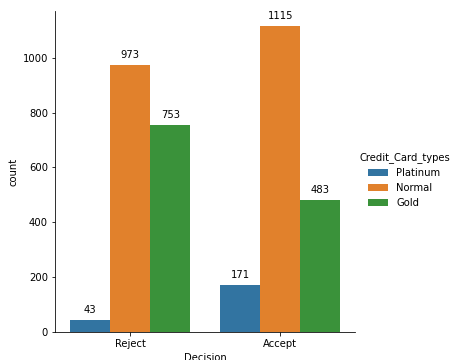 1115
1000
973
800
753
600
483
400
200
171
43
0
count
Reject
Accept
Decision
Credit_Card_types
Platinum
Normal
Gold